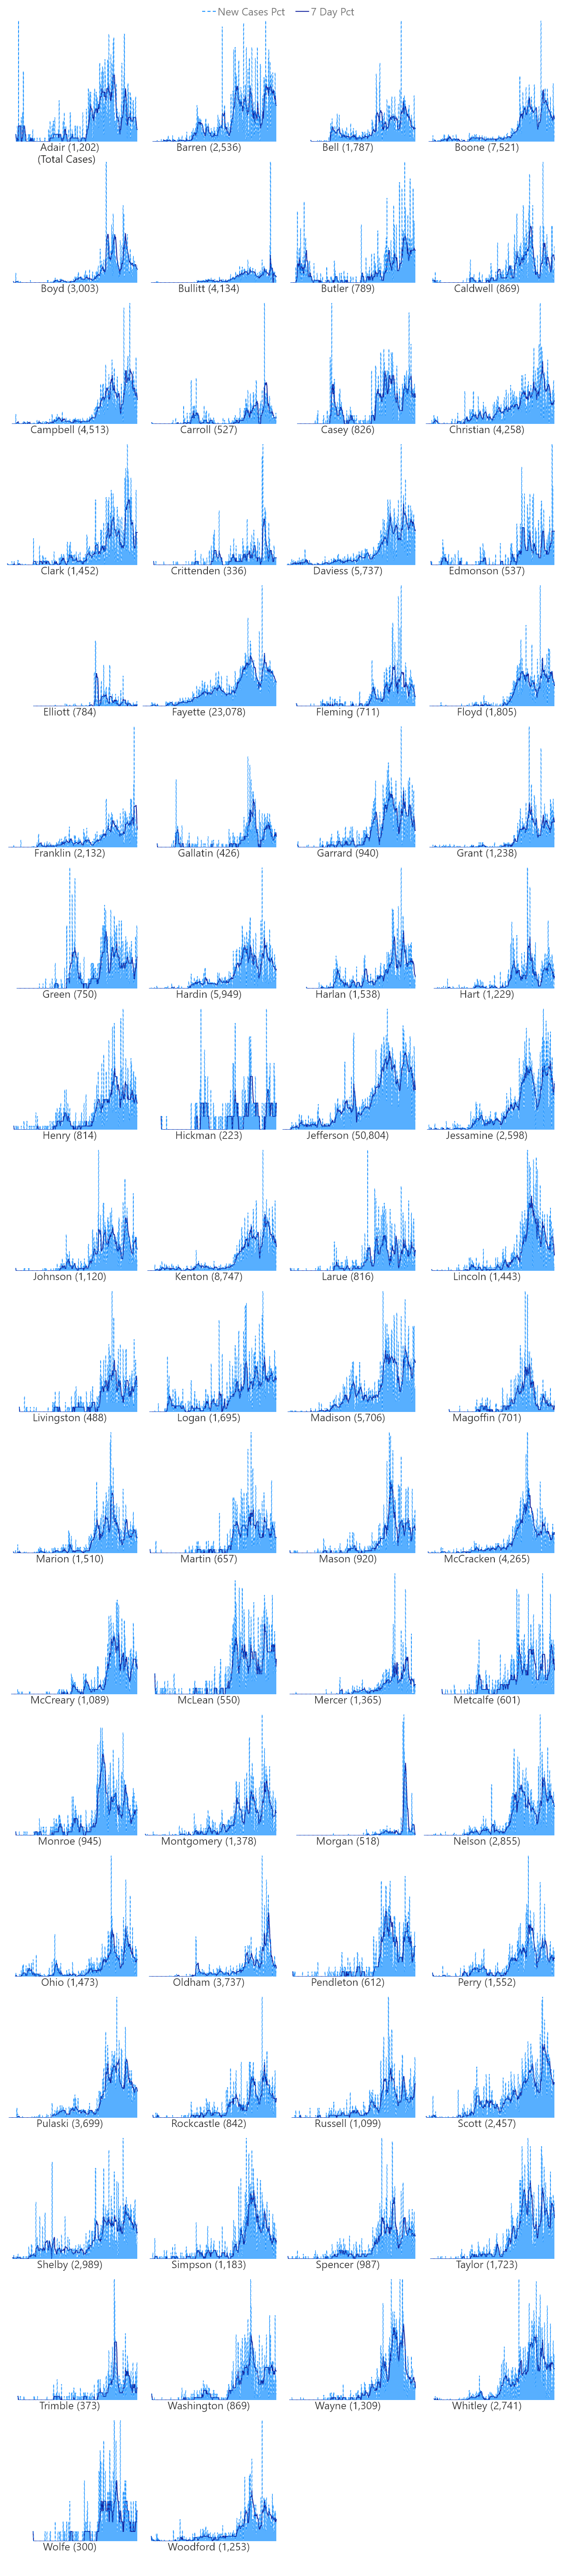 New Cases Pct 7 Day Pct
Adair (1,202) Barren (2,536) Bell (1,787) Boone (7,521)
(Total Cases)
Boyd (3,003) Bullitt (4,134) Butler (789) Caldwell (869)
Campbell (4,513) Carroll (527) Casey (826) Christian (4,258)
Clark (1,452) Crittenden (336) Daviess (5,737) Edmonson (537)
Elliott (784) Fayette (23,078) Fleming (711) Floyd (1,805)
Franklin (2,132) Gallatin (426) Garrard (940) Grant (1,238)
Green (750) Hardin (5,949) Harlan (1,538) Hart (1,229)
Henry (814) Hickman (223) Jefferson (50,804) Jessamine (2,598)
Johnson (1,120) Kenton (8,747) Larue (816) Lincoln (1,443)
Livingston (488) Logan (1,695) Madison (5,706) Magoffin (701)
Marion (1,510) Martin (657) Mason (920) McCracken (4,265)
McCreary (1,089) McLean (550) Mercer (1,365) Metcalfe (601)
Monroe (945) Montgomery (1,378) Morgan (518) Nelson (2,855)
Ohio (1,473) Oldham (3,737) Pendleton (612) Perry (1,552)
Pulaski (3,699) Rockcastle (842) Russell (1,099) Scott (2,457)
Shelby (2,989) Simpson (1,183) Spencer (987) Taylor (1,723)
Trimble (373) Washington (869) Wayne (1,309) Whitley (2,741)
Wolfe (300) Woodford (1,253)